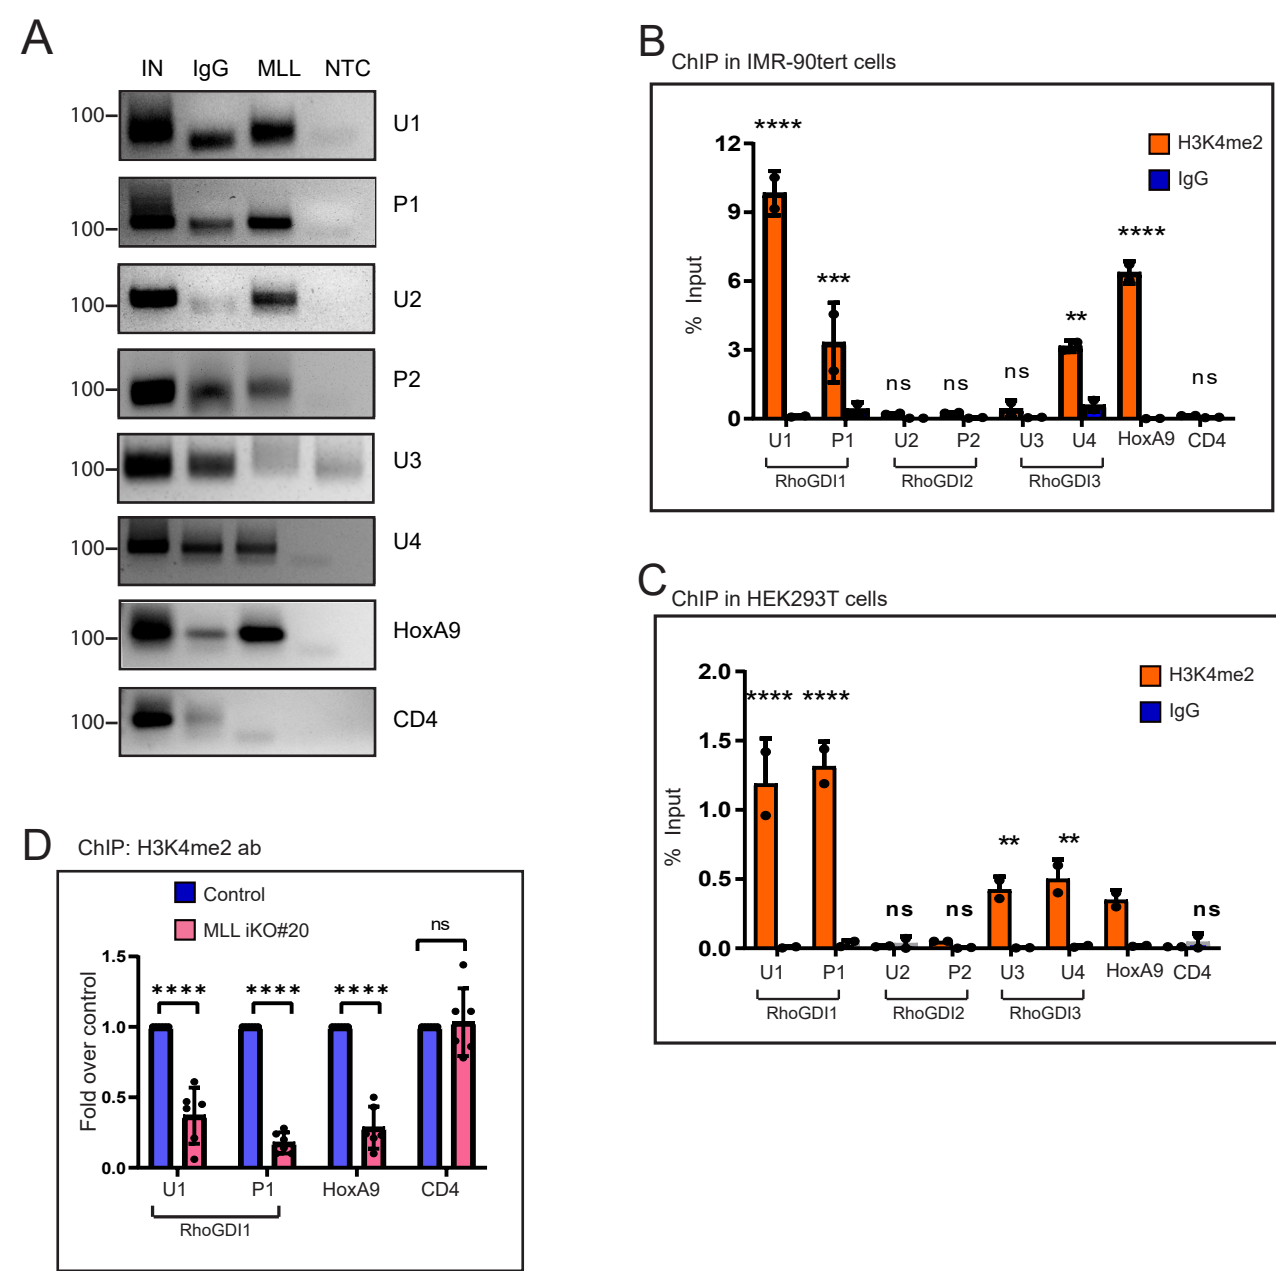 A
IN IgG MLL NTC
100 U1
100 P1
100 U2
100 P2
100 U3
100 U4
100 HoxA9
100 CD4
B
ChIP in IMR-90tert cells
H3K4me2
IgG
% Input
12
9
6
3
0
**** *** ns ns ns ** **** ns
U1 P1 U2 P2 U3 U4 HoxA9 CD4
RhoGDI1 RhoGDI2 RhoGDI3
C
ChIP in HEK293T cells
H3K4me2
IgG
% Input
2.0
1.5
1.0
0.5
0.0
**** **** ns ns ** ** ns
U1 P1 U2 P2 U3 U4 HoxA9 CD4
RhoGDI1 RhoGDI2 RhoGDI3
D
ChIP: H3K4me2 ab
Control
MLL iKO#20
Fold over control
1.5
1.0
0.5
0.0
**** **** **** ns
U1 P1 HoxA9 CD4
RhoGDI1